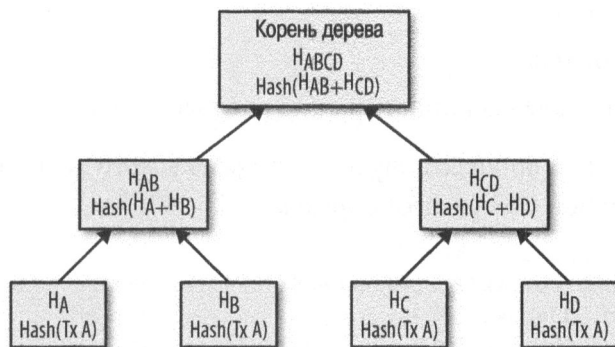 Корень дерева
HABCD
Hash(HAB+HCD)
HAB
Hash(HA+HB)
HCD
Hash(HC+HD)
HA
Hash(Tx A)
HB
Hash(Tx A)
HC
Hash(Tx A)
HD
Hash(Tx A)